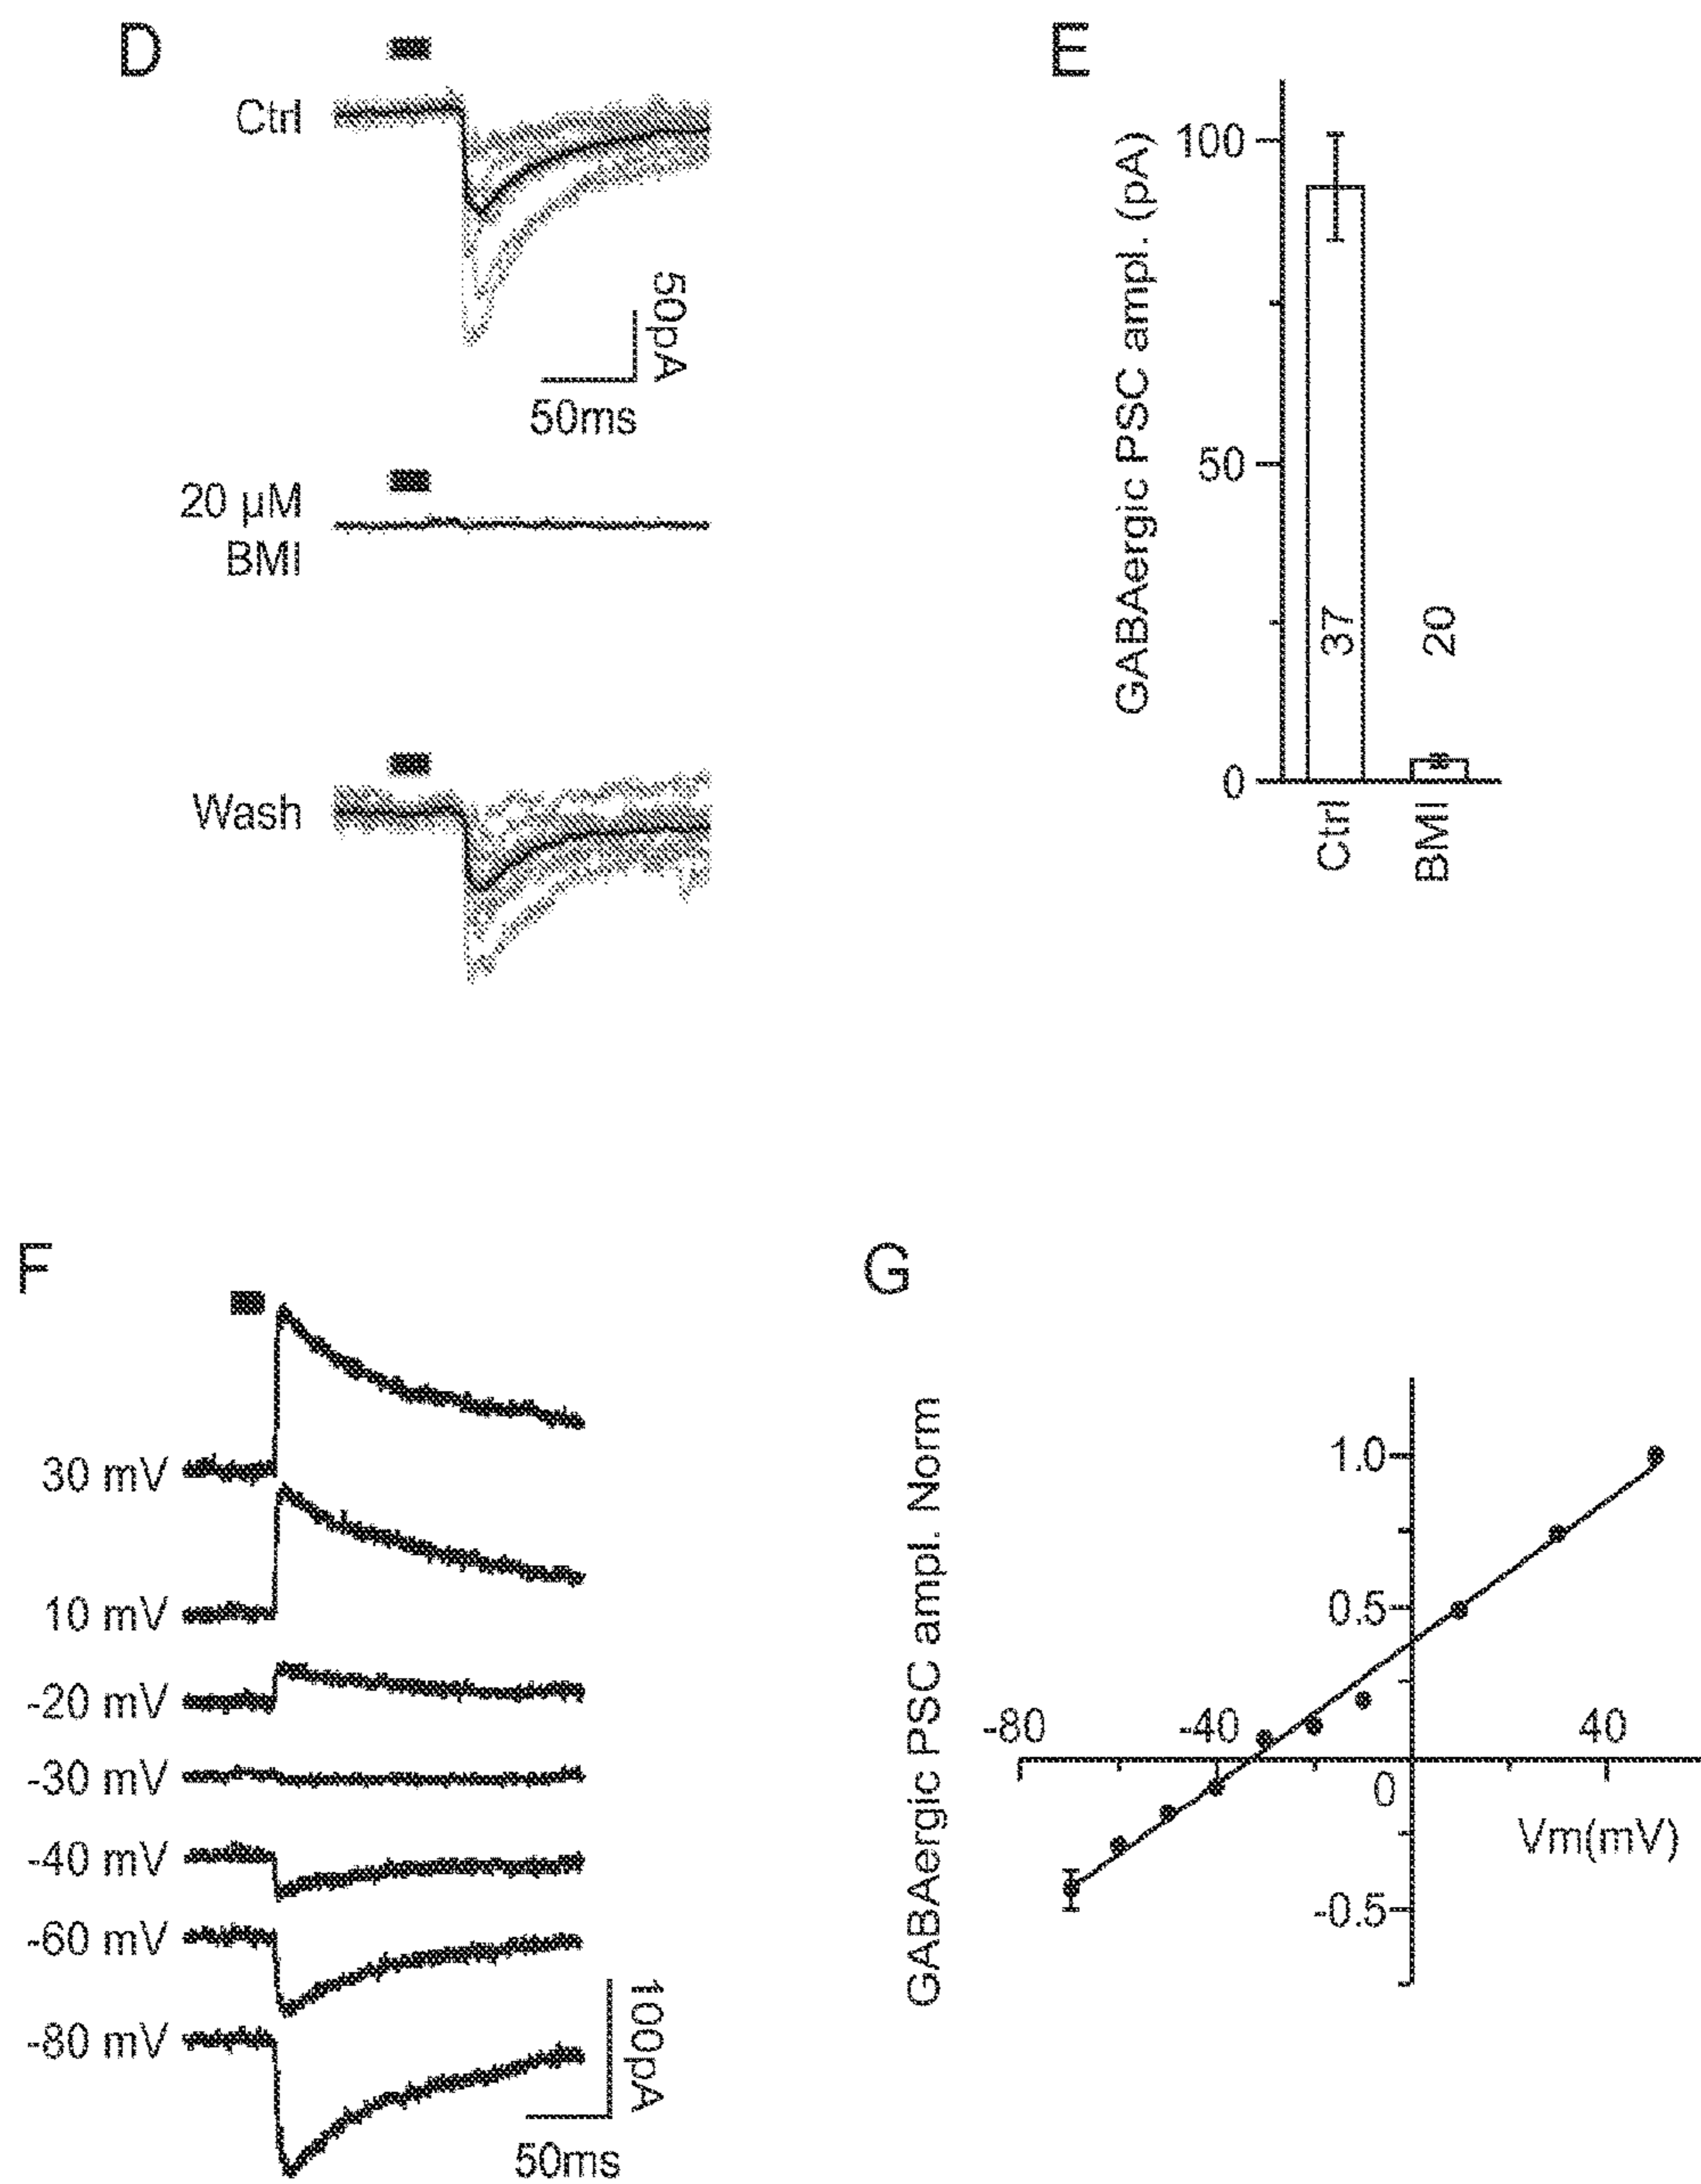 D
Ctrl
50pA
50ms
20 µM
BMI
Wash
E
GABAergic PSC ampl. (pA)
100
50
0
37
20
Ctrl
BMI
F
30 mV
10 mV
-20 mV
-30 mV
-40 mV
-60 mV
-80 mV
100pA
50ms
G
GABAergic PSC ampl. Norm
1.0
0.5
-80
-40
40
0
Vm(mV)
-0.5